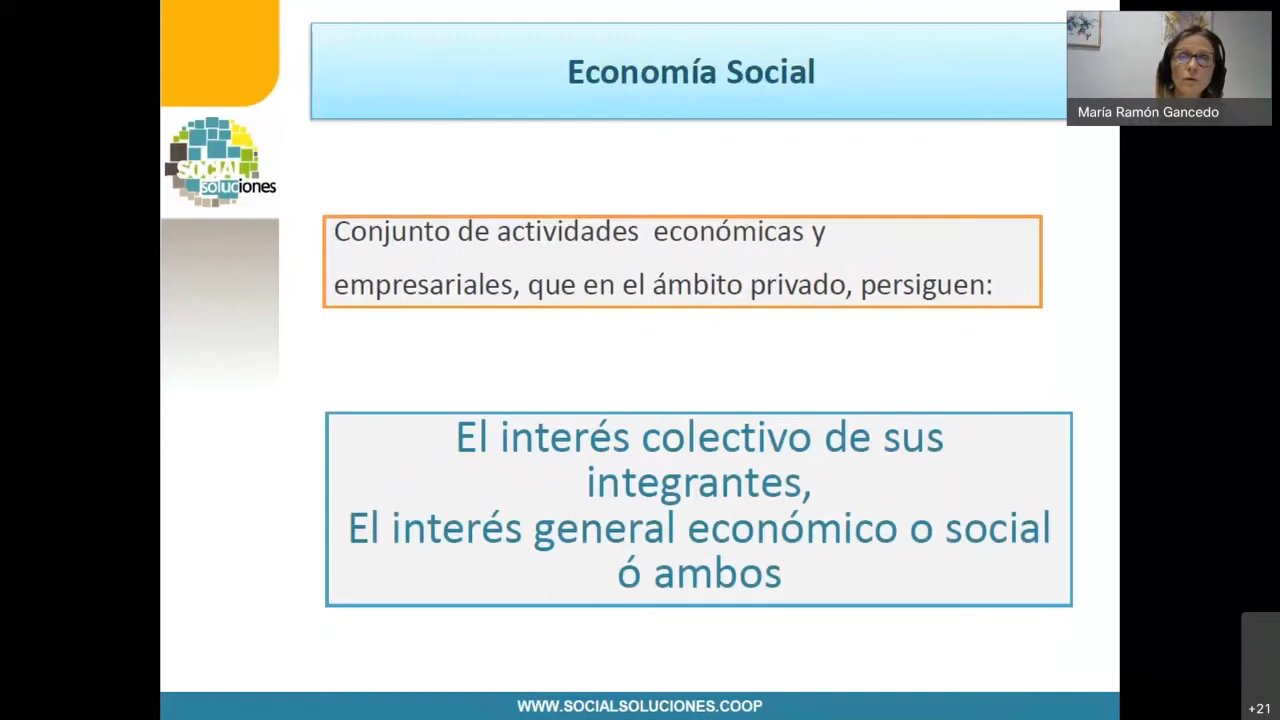 Economía Social
María Ramón Gancedo
SOCIAL
soluciones
Conjunto de actividades económicas y
empresariales, que en el ámbito privado, persiguen:
El interés colectivo de sus
integrantes,
El interés general económico o social
ó ambos
WWW.SOCIALSOLUCIONES.COOP
+21